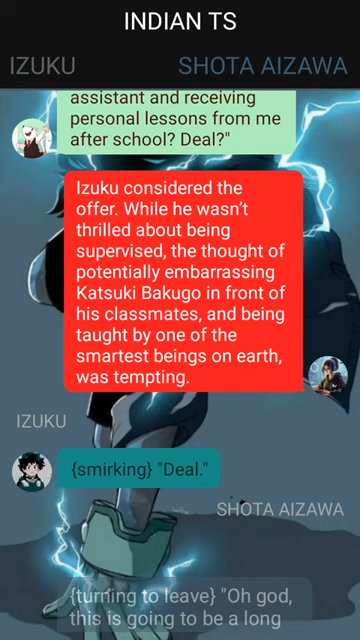 INDIAN TS
IZUKU
SHOTA AIZAWA
assistant and receiving
personal lessons from me
after school? Deal?"
Izuku considered the
offer. While he wasn’t
thrilled about being
supervised, the thought of
potentially embarrassing
Katsuki Bakugo in front of
his classmates, and being
taught by one of the
smartest beings on earth,
was tempting.
IZUKU
{smirking} "Deal."
SHOTA AIZAWA
{turning to leave} "Oh god,
this is going to be a long